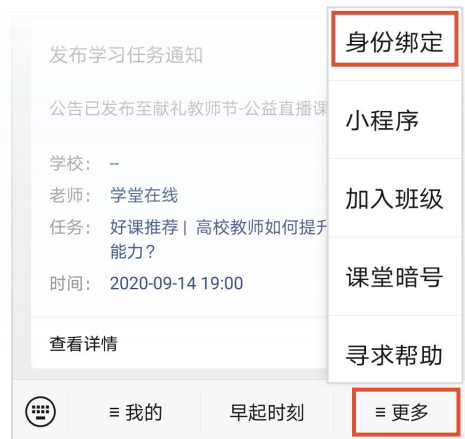 发布学习任务通知
公告已发布至献礼教师节-公益直播课
学校： --
老师： 学堂在线
任务： 好课推荐 | 高校教师如何提升
能力？
时间： 2020-09-14 19:00
查看详情
身份绑定
小程序
加入班级
课堂暗号
寻求帮助
≡ 我的
早起时刻
≡ 更多